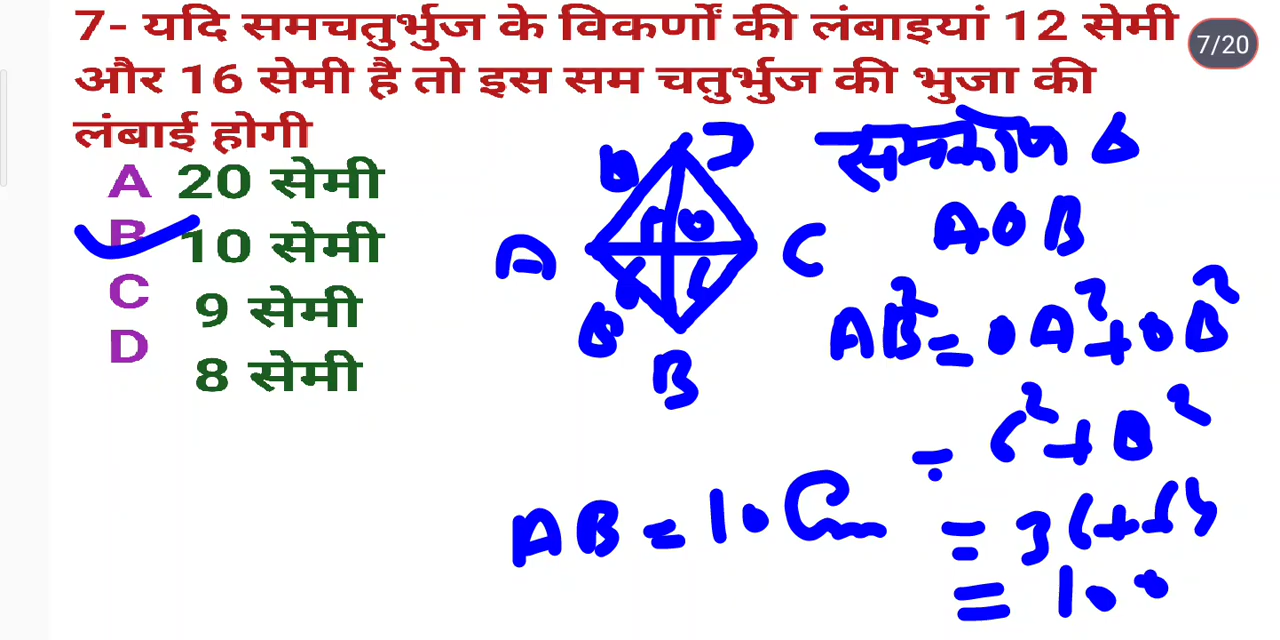 7- यदि समचतुर्भुज के विकर्णों की लंबाइयां 12 सेमी
और 16 सेमी है तो इस सम चतुर्भुज की भुजा की
लंबाई होगी
7/20
A 20 सेमी
B 10 सेमी
C 9 सेमी
D 8 सेमी
D
समकोण Δ
A O B
A
O
C
B
AB²= OA²+OB²
= 6²+8²
= 36+64
= 100
AB = 10 Cm